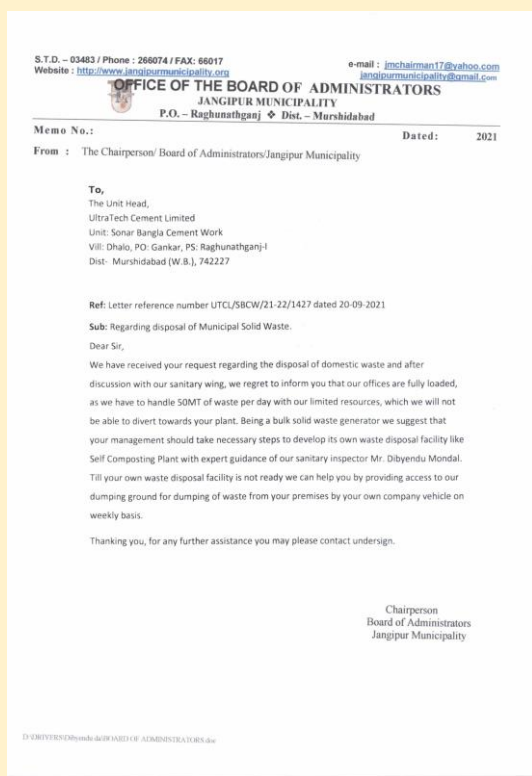 S.T.D. – 03483 / Phone : 266074 / FAX: 66017
e-mail : jmchairman17@yahoo.com
Website : http://www.jangipurmunicipality.org
jangipurmunicipality@gmail.com
OFFICE OF THE BOARD OF ADMINISTRATORS
JANGIPUR MUNICIPALITY
P.O. – Raghunathganj ❖ Dist. – Murshidabad
Memo No.:
Dated: 2021
From : The Chairperson/ Board of Administrators/Jangipur Municipality
To,
The Unit Head,
UltraTech Cement Limited
Unit: Sonar Bangla Cement Work
Vill: Dhalo, PO: Gankar, PS: Raghunathganj-I
Dist- Murshidabad (W.B.), 742227
Ref: Letter reference number UTCL/SBCW/21-22/1427 dated 20-09-2021
Sub: Regarding disposal of Municipal Solid Waste.
Dear Sir,
We have received your request regarding the disposal of domestic waste and after
discussion with our sanitary wing, we regret to inform you that our offices are fully loaded,
as we have to handle 50MT of waste per day with our limited resources, which we will not
be able to divert towards your plant. Being a bulk solid waste generator we suggest that
your management should take necessary steps to develop its own waste disposal facility like
Self Composting Plant with expert guidance of our sanitary inspector Mr. Dibyendu Mondal.
Till your own waste disposal facility is not ready we can help you by providing access to our
dumping ground for dumping of waste from your premises by your own company vehicle on
weekly basis.
Thanking you, for any further assistance you may please contact undersign.
Chairperson
Board of Administrators
Jangipur Municipality
D:\DRIVERS\Dibyendu da\BOARD OF ADMINISTRATORS.doc